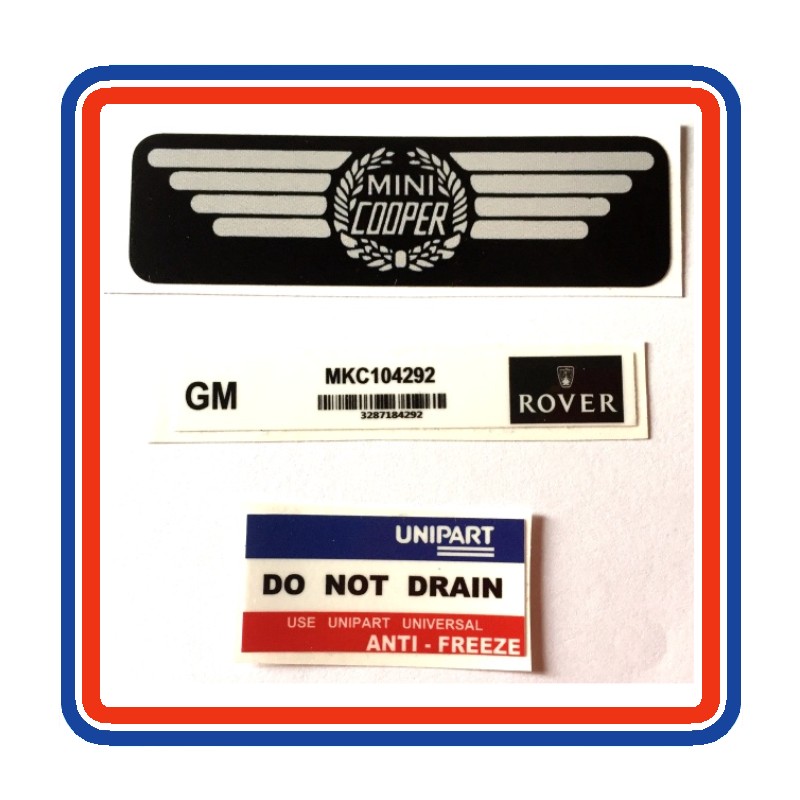 MINI
COOPER
GM
MKC104292
3287184292
ROVER
UNIPART
DO NOT DRAIN
USE UNIPART UNIVERSAL
ANTI - FREEZE